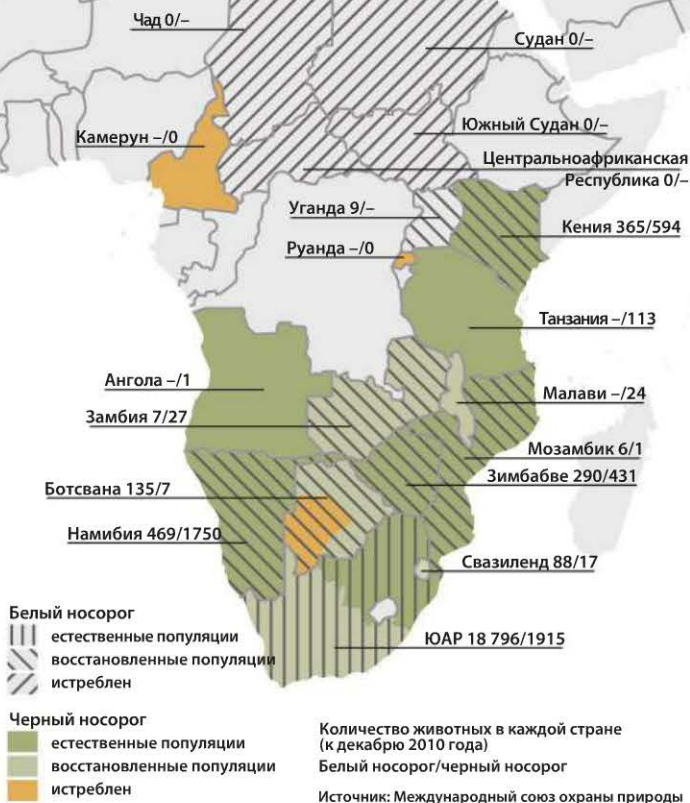 Чад 0/–
Судан 0/–
Камерун –/0
Южный Судан 0/–
Центральноафриканская
Республика 0/–
Уганда 9/–
Кения 365/594
Руанда –/0
Танзания –/113
Ангола –/1
Малави –/24
Замбия 7/27
Мозамбик 6/1
Зимбабве 290/431
Ботсвана 135/7
Намибия 469/1750
Свазиленд 88/17
ЮАР 18 796/1915
Белый носорог
естественные популяции
восстановленные популяции
истреблен
Черный носорог
естественные популяции
восстановленные популяции
истреблен
Количество животных в каждой стране
(к декабрю 2010 года)
Белый носорог/черный носорог
Источник: Международный союз охраны природы